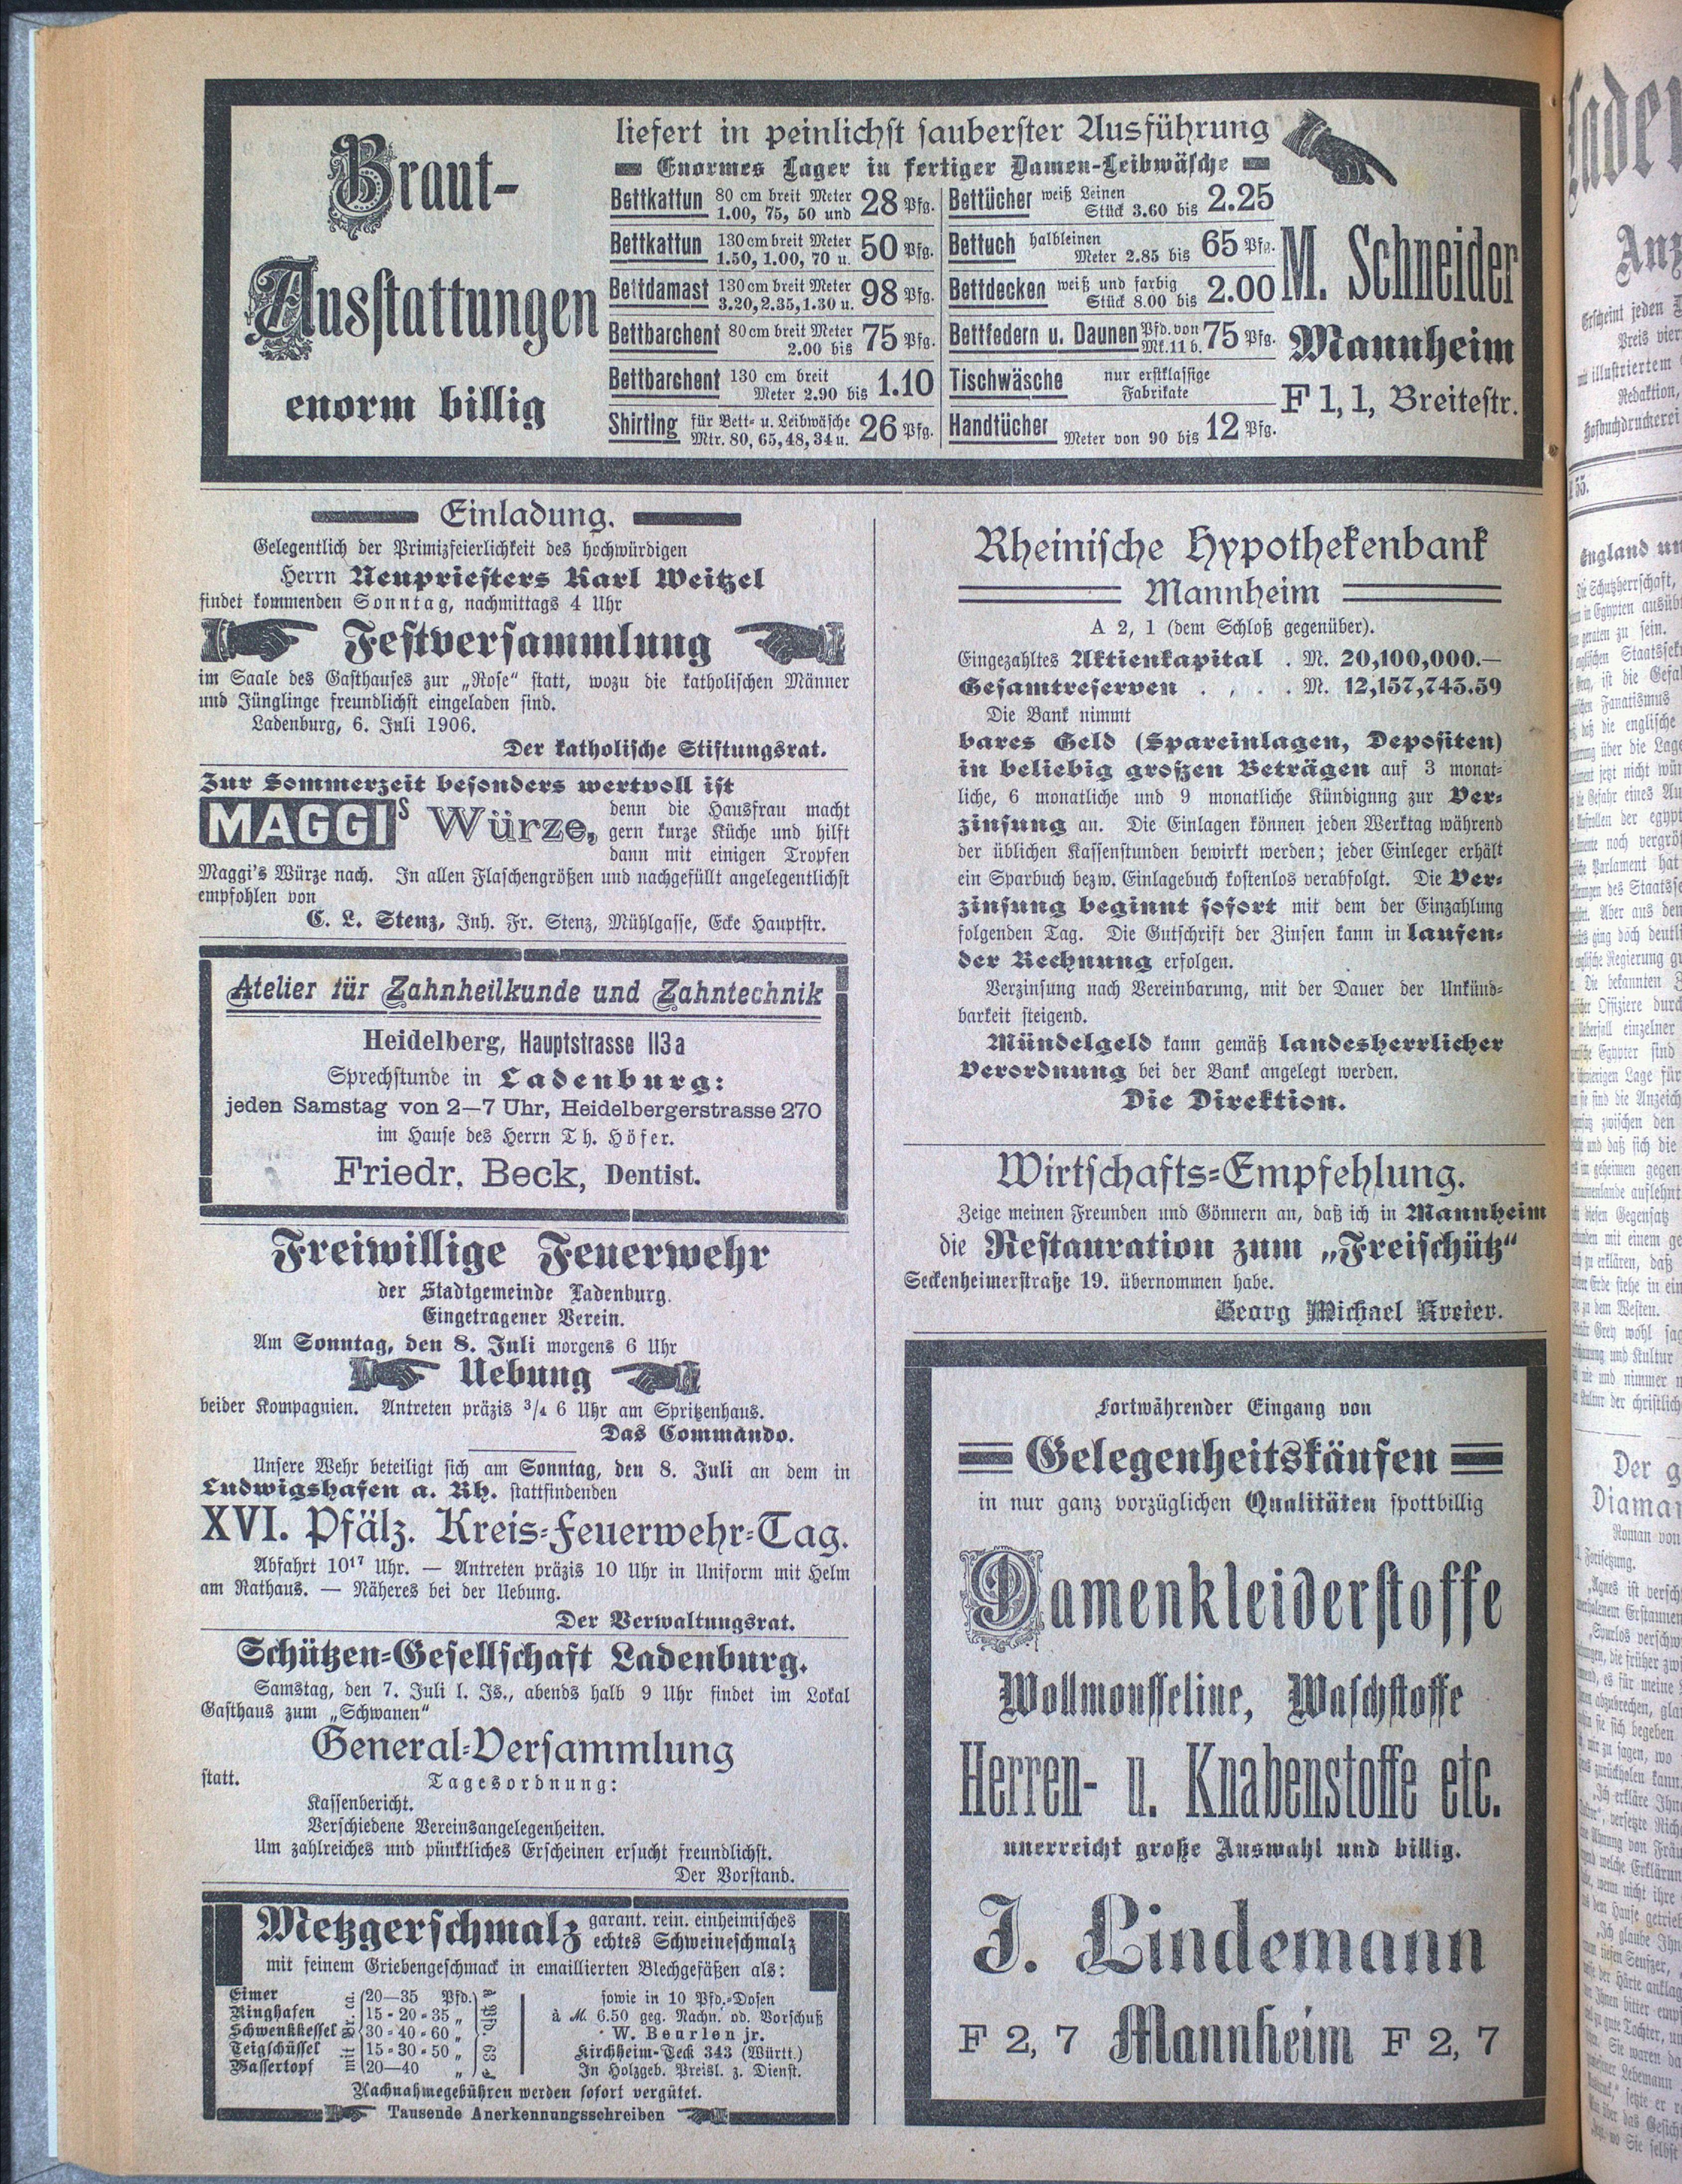 Braut-
Ausstattungen
enorm billig
liefert in peinlichst sauberster Ausführung
Enormes Lager in fertiger Damen-Leibwäsche
Bettkattun 80 cm breit Meter 1.00, 75, 50 und 28 Pfg.
Bettkattun 130 cm breit Meter 1.50, 1.00, 70 u. 50 Pfg.
Bettdamast 130 cm breit Meter 3.20, 2.35, 1.30 u. 98 Pfg.
Bettbarchent 80 cm breit Meter 2.00 bis 75 Pfg.
Bettbarchent 130 cm breit Meter 2.90 bis 1.10
Shirting für Bett- u. Leibwäsche Mtr. 80, 65, 48, 34 u. 26 Pfg.
Bettücher weiß Leinen Stück 3.60 bis 2.25
Bettuch halbleinen Meter 2.85 bis 65 Pfg.
Bettdecken weiß und farbig Stück 8.00 bis 2.00
Bettfedern u. Daunen Pfd. von Mk. 11 b. 75 Pfg.
Tischwäsche nur erstklassige Fabrikate
Handtücher Meter von 90 bis 12 Pfg.
M. Schneider
Mannheim
F 1, 1, Breitestr.
Einladung.
Gelegentlich der Primizfeierlichkeit des hochwürdigen
Herrn Neupriesters Karl Weitzel
findet kommenden Sonntag, nachmittags 4 Uhr
Festversammlung
im Saale des Gasthauses zur „Rose“ statt, wozu die katholischen Männer
und Jünglinge freundlichst eingeladen sind.
Ladenburg, 6. Juli 1906.
Der katholische Stiftungsrat.
Zur Sommerzeit besonders wertvoll ist
MAGGIs Würze,
denn die Hausfrau macht
gern kurze Küche und hilft
dann mit einigen Tropfen
Maggi's Würze nach. In allen Flaschengrößen und nachgefüllt angelegentlichst
empfohlen von
C. L. Stenz, Inh. Fr. Stenz, Mühlgasse, Ecke Hauptstr.
Atelier für Zahnheilkunde und Zahntechnik
Heidelberg, Hauptstrasse 113a
Sprechstunde in Ladenburg:
jeden Samstag von 2—7 Uhr, Heidelbergerstrasse 270
im Hause des Herrn Th. Höfer.
Friedr. Beck, Dentist.
Freiwillige Feuerwehr
der Stadtgemeinde Ladenburg.
Eingetragener Verein.
Am Sonntag, den 8. Juli morgens 6 Uhr
Uebung
beider Kompagnien. Antreten präzis 3/4 6 Uhr am Spritzenhaus.
Das Commando.
Unsere Wehr beteiligt sich am Sonntag, den 8. Juli an dem in
Ludwigshafen a. Rh. stattfindenden
XVI. Pfälz. Kreis-Feuerwehr-Tag.
Abfahrt 10¹⁷ Uhr. — Antreten präzis 10 Uhr in Uniform mit Helm
am Rathaus. — Näheres bei der Uebung.
Der Verwaltungsrat.
Schützen-Gesellschaft Ladenburg.
Samstag, den 7. Juli l. Js., abends halb 9 Uhr findet im Lokal
Gasthaus zum „Schwanen“
General-Versammlung
statt.
Tagesordnung:
Kassenbericht.
Verschiedene Vereinsangelegenheiten.
Um zahlreiches und pünktliches Erscheinen ersucht freundlichst.
Der Vorstand.
Metzgerschmalz garant. rein. einheimisches
echtes Schweineschmalz
mit feinem Griebengeschmack in emaillierten Blechgefäßen als:
Eimer 20—35 Pfd.
Ringhafen 15 - 20 - 35 „
Schwenkkessel 30 - 40 - 60 „
Teigschüssel 15 - 30 - 50 „
Wassertopf 20—40 „
mit Br. ca.
sowie in 10 Pfd.-Dosen
à M. 6.50 geg. Nachn. od. Vorschuß
W. Beurlen jr.
Kirchheim-Teck 343 (Württ.)
In Holzgeb. Preisl. z. Dienst.
Nachnahmegebühren werden sofort vergütet.
Tausende Anerkennungsschreiben
Rheinische Hypothekenbank
Mannheim
A 2, 1 (dem Schloß gegenüber).
Eingezahltes Aktienkapital . M. 20,100,000.—
Gesamtreserven . . . . M. 12,157,743.59
Die Bank nimmt
bares Geld (Spareinlagen, Depositen)
in beliebig großen Beträgen auf 3 monat-
liche, 6 monatliche und 9 monatliche Kündigung zur Ver-
zinsung an. Die Einlagen können jeden Werktag während
der üblichen Kassenstunden bewirkt werden; jeder Einleger erhält
ein Sparbuch bezw. Einlagebuch kostenlos verabfolgt. Die Ver-
zinsung beginnt sofort mit dem der Einzahlung
folgenden Tag. Die Gutschrift der Zinsen kann in laufen-
der Rechnung erfolgen.
Verzinsung nach Vereinbarung, mit der Dauer der Unkünd-
barkeit steigend.
Mündelgeld kann gemäß landesherrlicher
Verordnung bei der Bank angelegt werden.
Die Direktion.
Wirtschafts-Empfehlung.
Zeige meinen Freunden und Gönnern an, daß ich in Mannheim
die Restauration zum „Freischütz“
Seckenheimerstraße 19. übernommen habe.
Georg Michael Kreter.
Fortwährender Eingang von
Gelegenheitskäufen
in nur ganz vorzüglichen Qualitäten spottbillig
Damenkleiderstoffe
Wollmousseline, Waschstoffe
Herren- u. Knabenstoffe etc.
unerreicht große Auswahl und billig.
J. Lindemann
F 2, 7 Mannheim F 2, 7